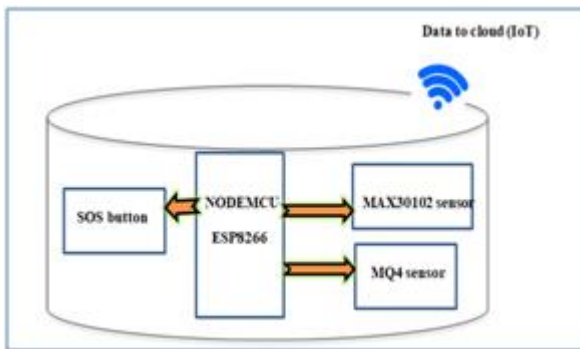 Data to cloud (IoT)
SOS button
NODEMCU
ESP8266
MAX30102 sensor
MQ4 sensor